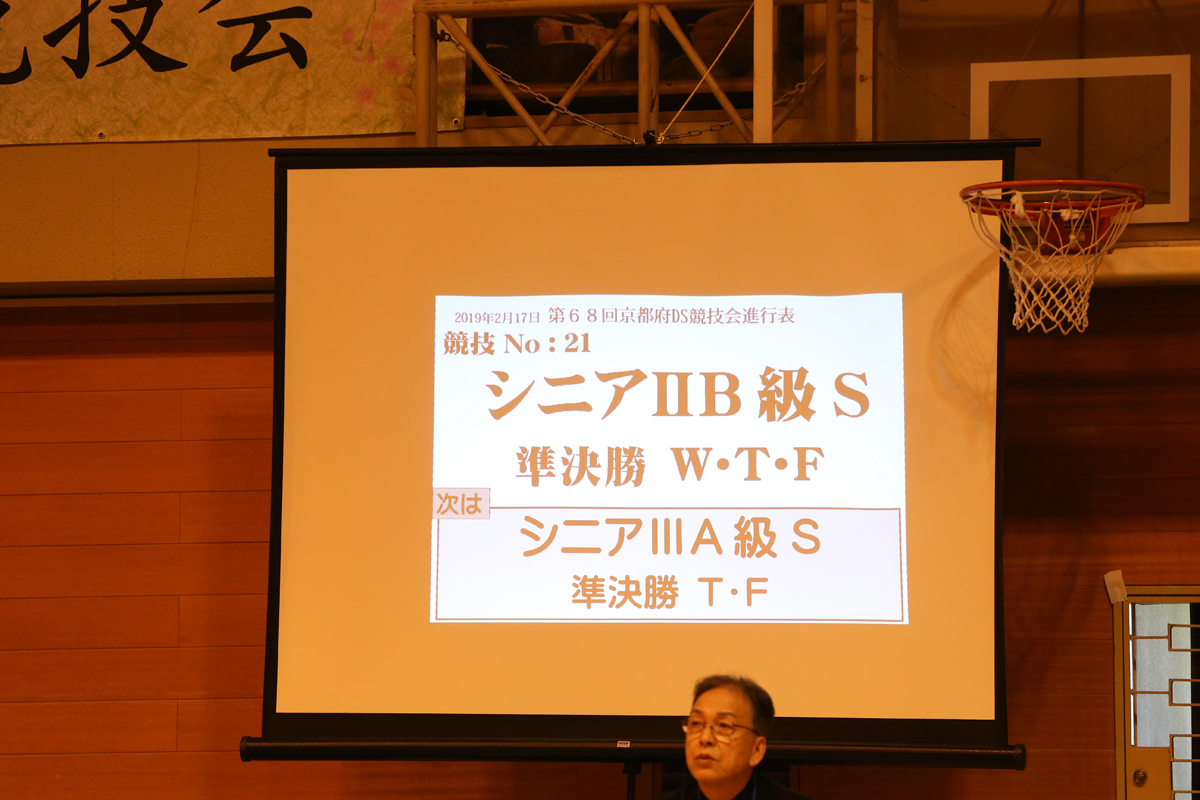 技会
2019年2月17日 第68回京都府DS競技会進行表
競技 No : 21
シニアⅡB 級 S
準決勝 W・T・F
次は
シニアⅢA 級 S
準決勝 T・F